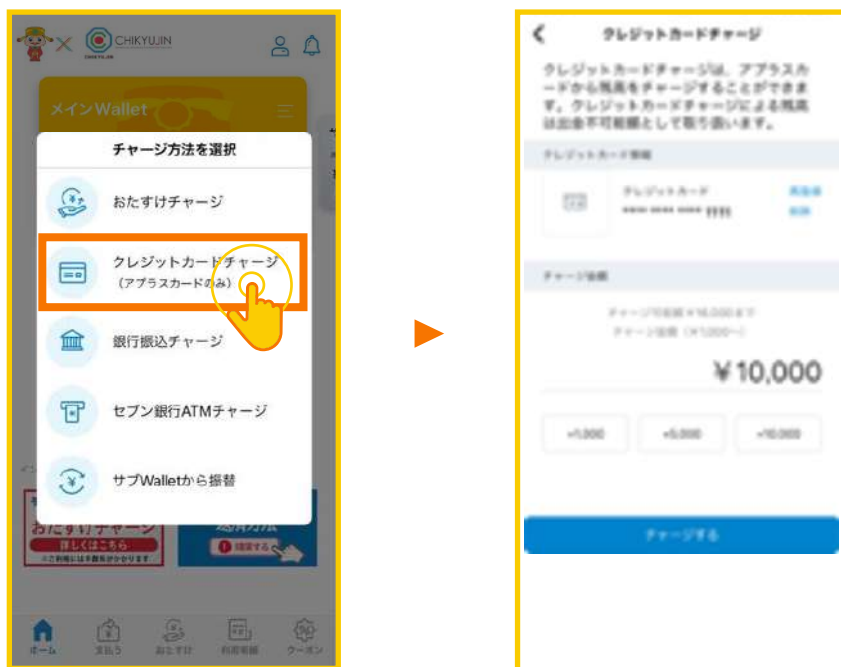 CHIKYUJIN
メインWallet
チャージ方法を選択
おたすけチャージ
クレジットカードチャージ
（アプラスカードのみ）
銀行振込チャージ
セブン銀行ATMチャージ
サブWalletから振替
おたすけチャージ
詳しくはこちら
ホーム
支払う
おたすけ
利用明細
クーポン
クレジットカードチャージ
クレジットカードチャージは、アプラスカ
ードから残高をチャージすることができま
す。クレジットカードチャージによる残高
は出金不可能額として取り扱います。
クレジットカード情報
クレジットカード
チャージ金額
¥10,000
+1,000
+5,000
+10,000
チャージする